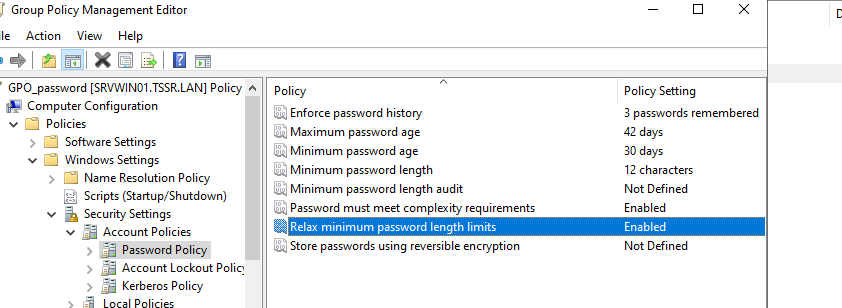 Group Policy Management Editor
ile Action View Help
GPO_password [SRVWIN01.TSSR.LAN] Policy
Computer Configuration
Policies
Software Settings
Windows Settings
Name Resolution Policy
Scripts (Startup/Shutdown)
Security Settings
Account Policies
Password Policy
Account Lockout Policy
Kerberos Policy
Local Policies
Policy Policy Setting
Enforce password history 3 passwords remembered
Maximum password age 42 days
Minimum password age 30 days
Minimum password length 12 characters
Minimum password length audit Not Defined
Password must meet complexity requirements Enabled
Relax minimum password length limits Enabled
Store passwords using reversible encryption Not Defined
D